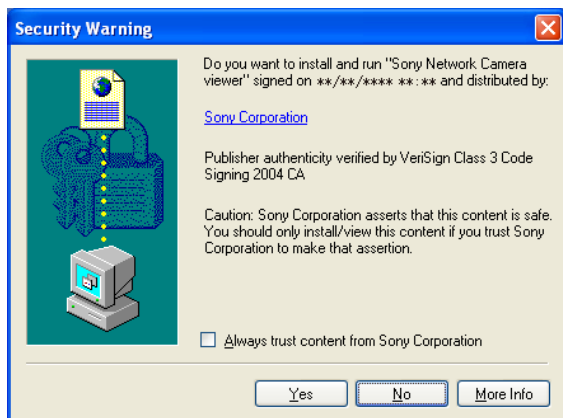 Security Warning
Do you want to install and run "Sony Network Camera
viewer" signed on **/**/**** **:** and distributed by:
Sony Corporation
Publisher authenticity verified by VeriSign Class 3 Code
Signing 2004 CA
Caution: Sony Corporation asserts that this content is safe.
You should only install/view this content if you trust Sony
Corporation to make that assertion.
Always trust content from Sony Corporation
Yes No More Info